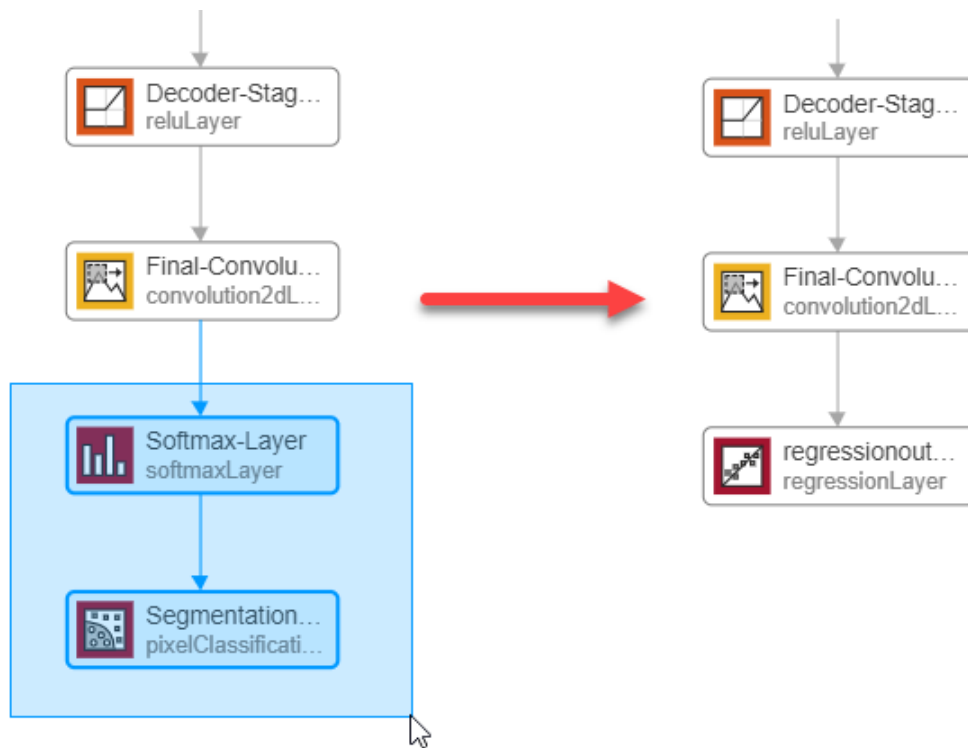 Decoder-Stag...
reluLayer
Final-Convolu...
convolution2dL...
Softmax-Layer
softmaxLayer
Segmentation...
pixelClassificati...
Decoder-Stag...
reluLayer
Final-Convolu...
convolution2dL...
regressionout...
regressionLayer